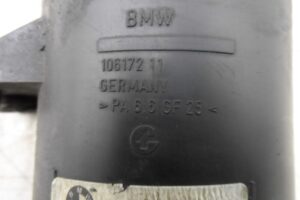 BMW
106172 11
GERMANY
> PA 6 6 GF 25 <